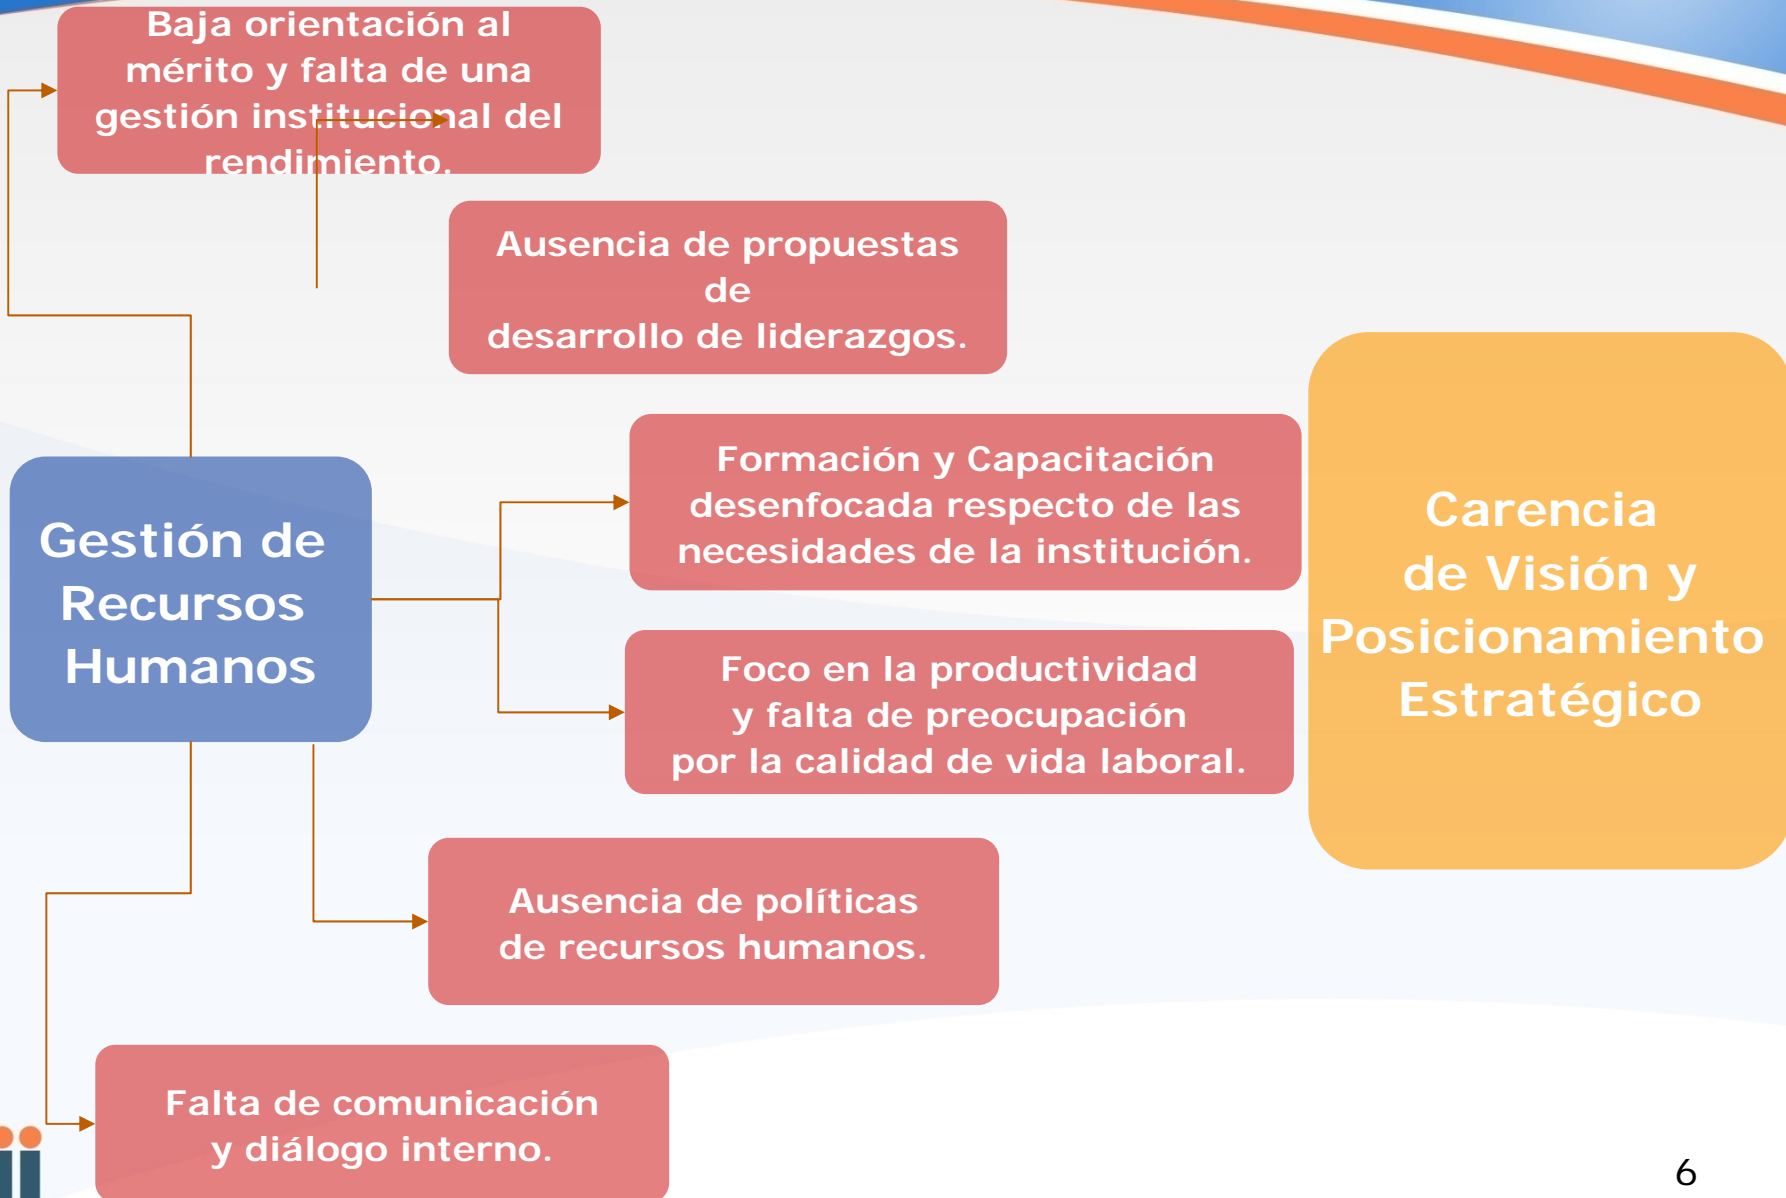 Baja orientación al
mérito y falta de una
gestión institucional del
rendimiento.
Ausencia de propuestas
de
desarrollo de liderazgos.
Formación y Capacitación
desenfocada respecto de las
necesidades de la institución.
Gestión de
Recursos
Humanos
Carencia
de Visión y
Posicionamiento
Estratégico
Foco en la productividad
y falta de preocupación
por la calidad de vida laboral.
Ausencia de políticas
de recursos humanos.
Falta de comunicación
y diálogo interno.
6